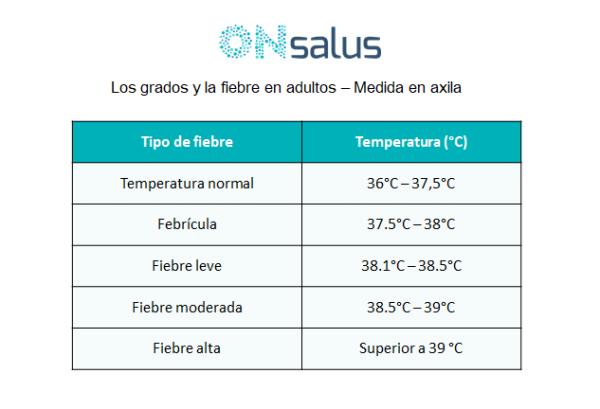 ONsalus
Los grados y la fiebre en adultos – Medida en axila
Tipo de fiebre Temperatura (°C)
Temperatura normal 36°C – 37,5°C
Febrícula 37.5°C – 38°C
Fiebre leve 38.1°C – 38.5°C
Fiebre moderada 38.5°C – 39°C
Fiebre alta Superior a 39 °C